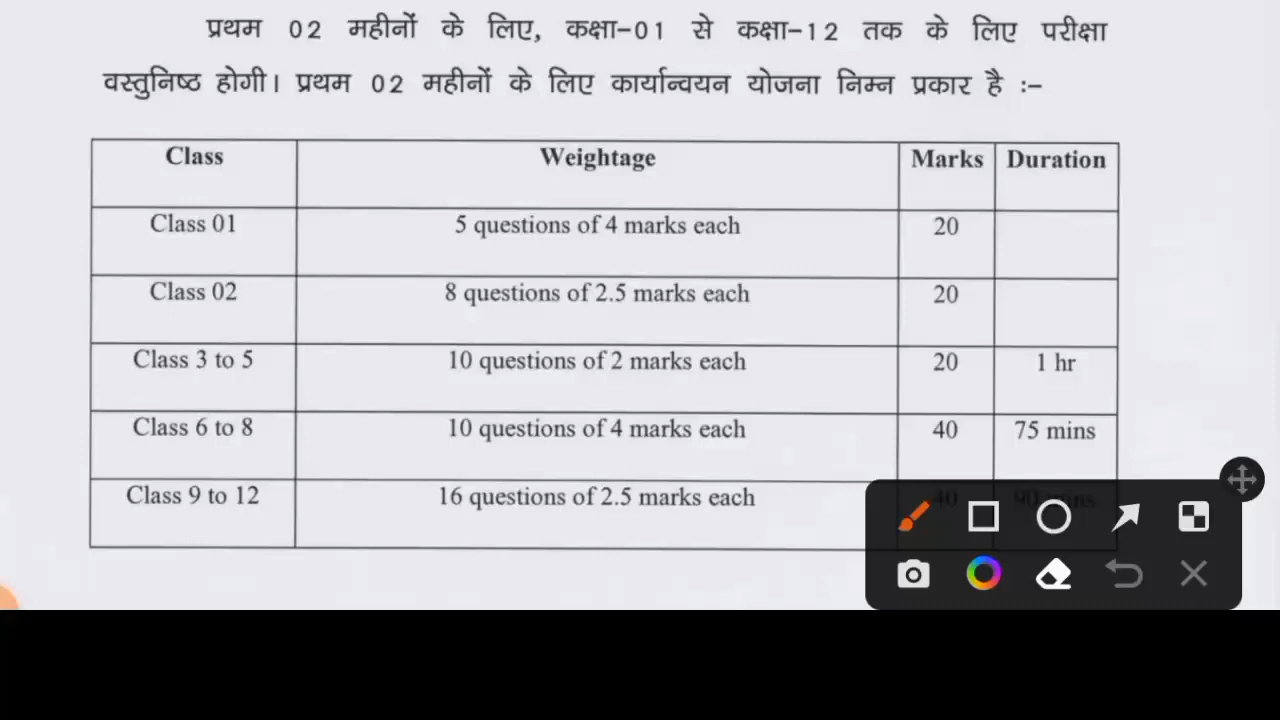 प्रथम 02 महीनों के लिए, कक्षा-01 से कक्षा-12 तक के लिए परीक्षा
वस्तुनिष्ठ होगी। प्रथम 02 महीनों के लिए कार्यान्वयन योजना निम्न प्रकार है :-
Class Weightage Marks Duration
Class 01 5 questions of 4 marks each 20
Class 02 8 questions of 2.5 marks each 20
Class 3 to 5 10 questions of 2 marks each 20 1 hr
Class 6 to 8 10 questions of 4 marks each 40 75 mins
Class 9 to 12 16 questions of 2.5 marks each 40 90 mins